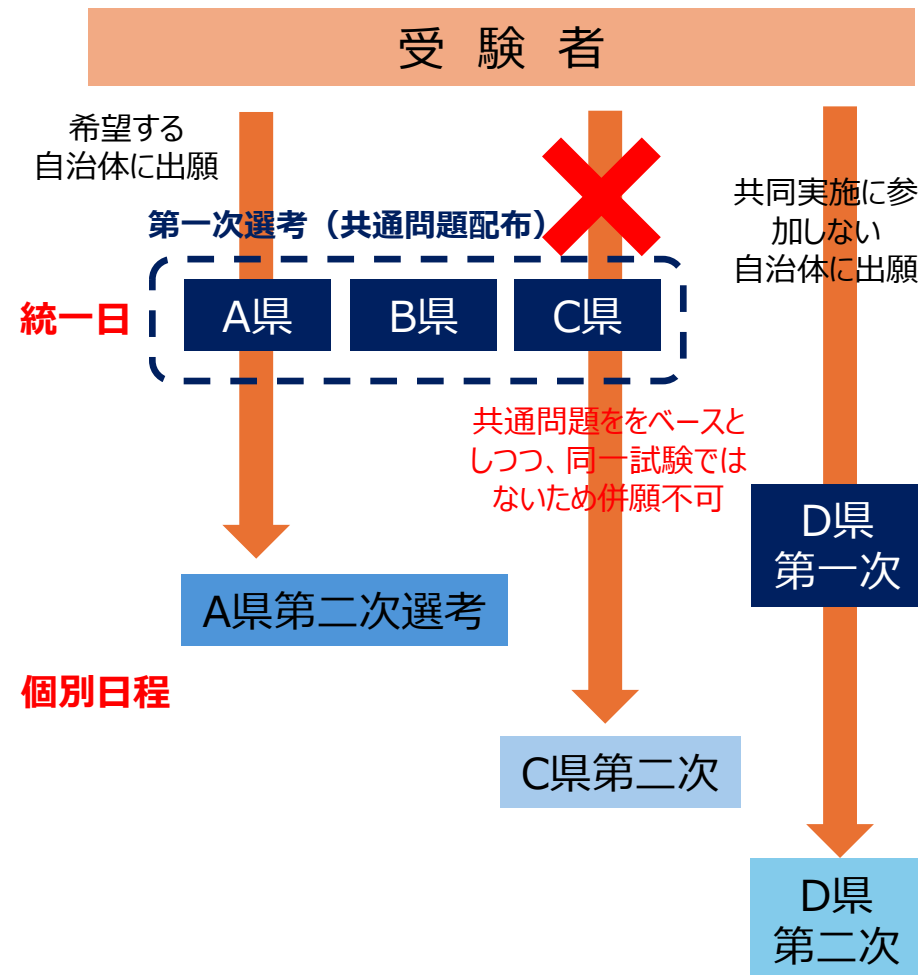 受験者
希望する
自治体に出願
共同実施に参
加しない
自治体に出願
第一次選考（共通問題配布）
統一日
A県
B県
C県
共通問題ををベースと
しつつ、同一試験では
ないため併願不可
D県
第一次
A県第二次選考
個別日程
C県第二次
D県
第二次